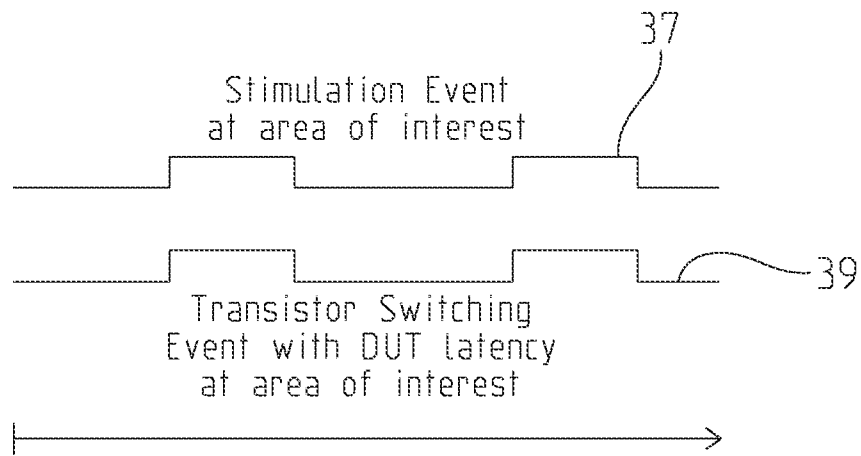 37
Stimulation Event
at area of interest
39
Transistor Switching
Event with DUT latency
at area of interest